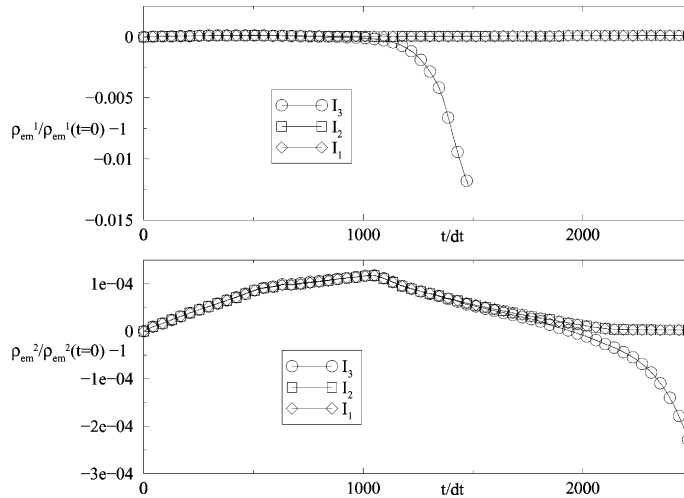 0
−0.005
ρem1/ρem1(t=0) −1
−0.01
−0.015
I3
I2
I1
0 1000 2000
t/dt
1e−04
0
ρem2/ρem2(t=0) −1
−1e−04
−2e−04
−3e−04
I3
I2
I1
0 1000 2000
t/dt